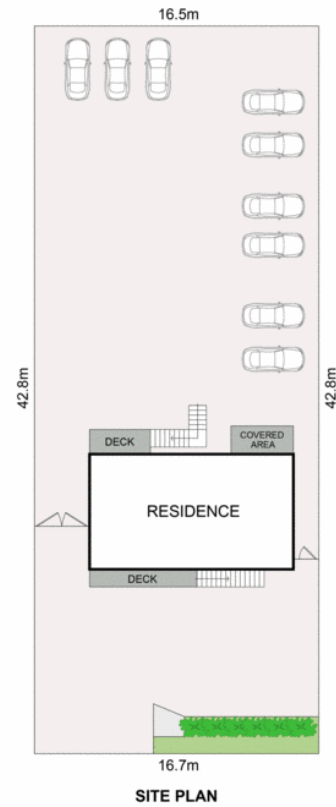 16.5m
42.8m
42.8m
DECK
COVERED
AREA
RESIDENCE
DECK
16.7m
SITE PLAN